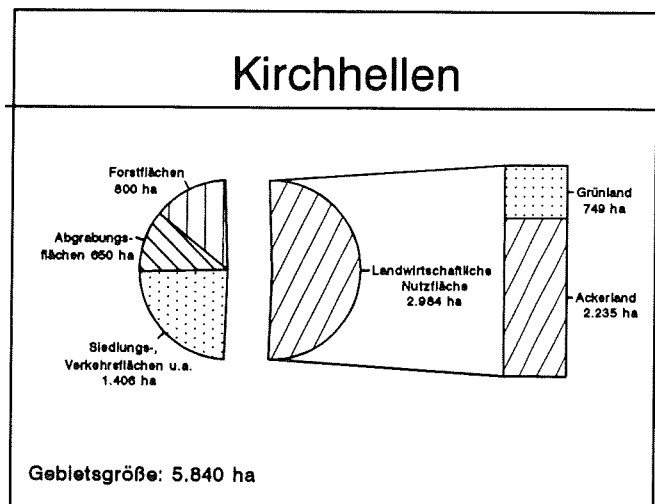 Kirchhellen
Forstflächen
800 ha
Abgrabungs-
flächen 650 ha
Siedlungs-,
Verkehrsflächen u.a.
1.406 ha
Landwirtschaftliche
Nutzfläche
2.984 ha
Grünland
749 ha
Ackerland
2.235 ha
Gebietsgröße: 5.840 ha